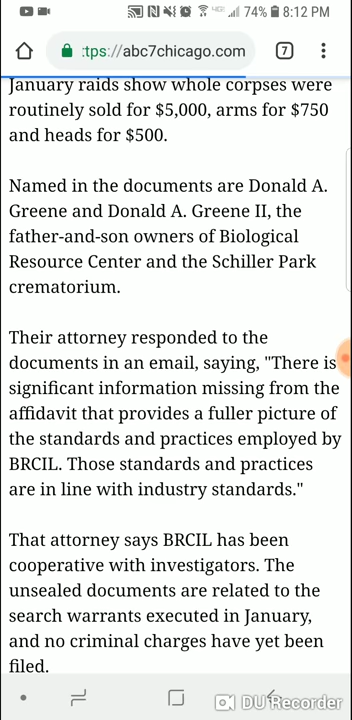 74% 8:12 PM
:tps://abc7chicago.com
7
January raids show whole corpses were
routinely sold for $5,000, arms for $750
and heads for $500.
Named in the documents are Donald A.
Greene and Donald A. Greene II, the
father-and-son owners of Biological
Resource Center and the Schiller Park
crematorium.
Their attorney responded to the
documents in an email, saying, "There is
significant information missing from the
affidavit that provides a fuller picture of
the standards and practices employed by
BRCIL. Those standards and practices
are in line with industry standards."
That attorney says BRCIL has been
cooperative with investigators. The
unsealed documents are related to the
search warrants executed in January,
and no criminal charges have yet been
filed.
DU Recorder